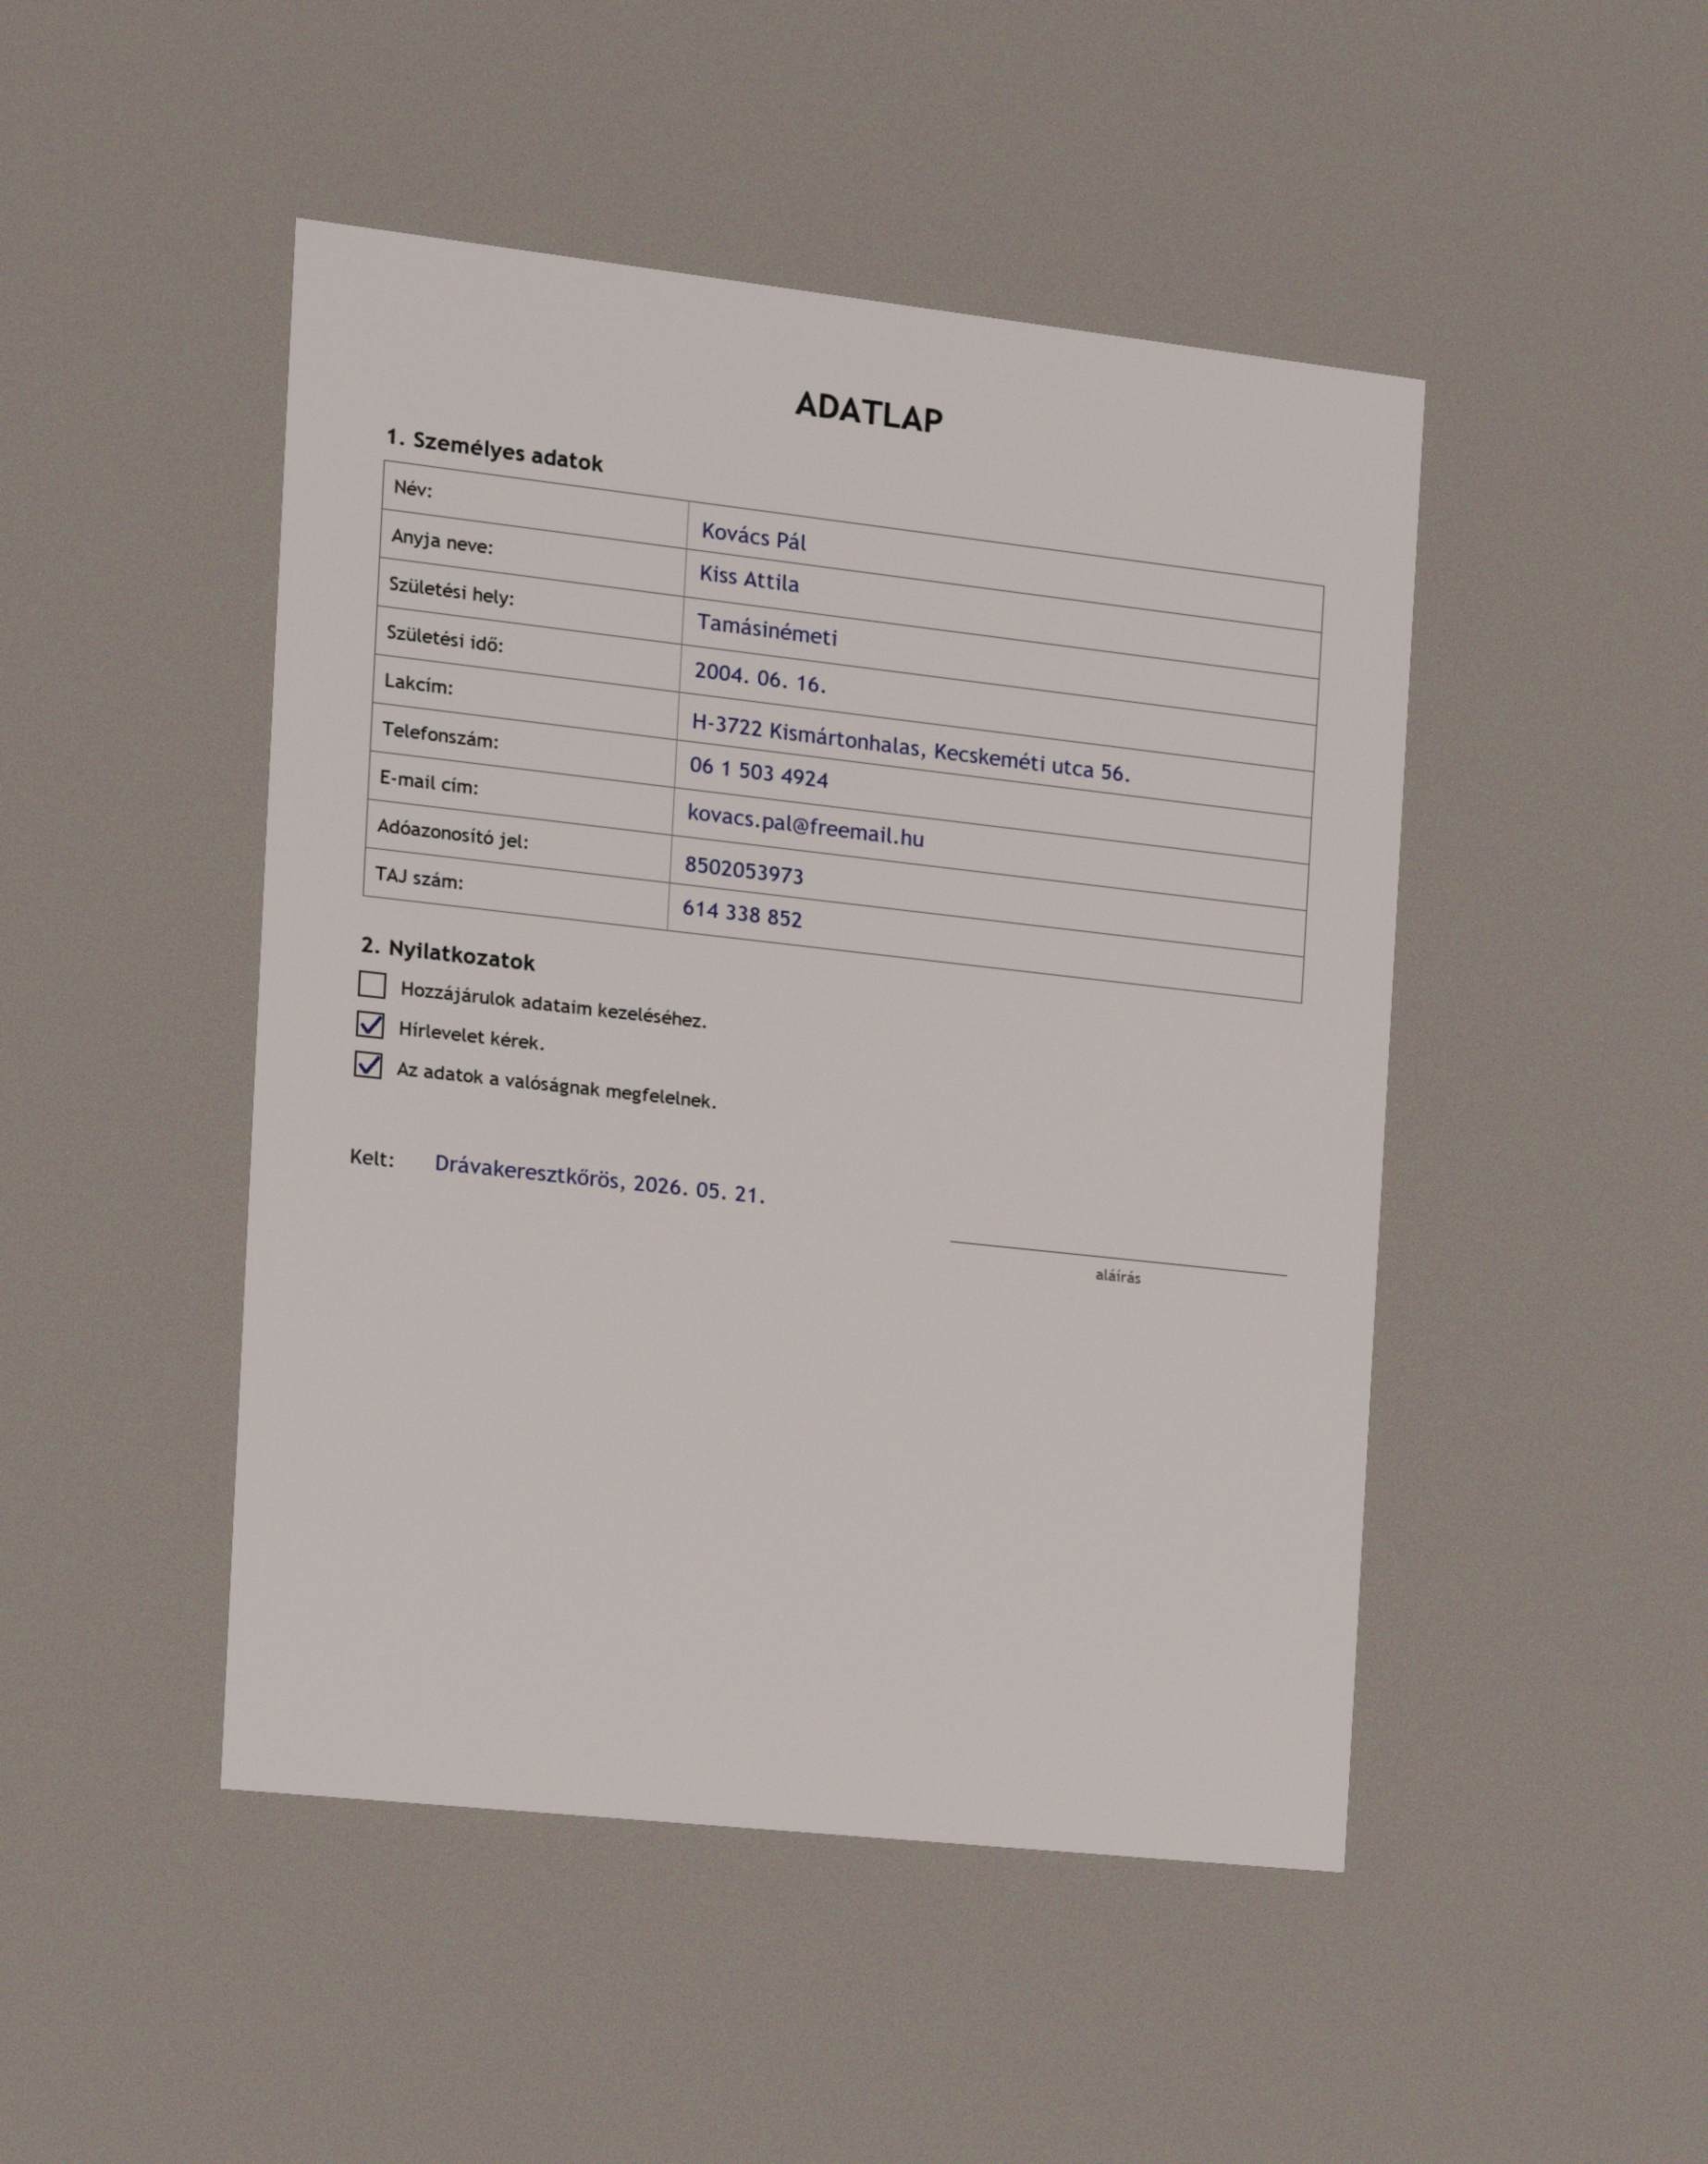 ADATLAP
1. Személyes adatok
Név: Kovács Pál
Anyja neve: Kiss Attila
Születési hely: Tamásinémeti
Születési idő: 2004. 06. 16.
Lakcím: H-3722 Kismártonhalas, Kecskeméti utca 56.
Telefonszám: 06 1 503 4924
E-mail cím: kovacs.pal@freemail.hu
Adóazonosító jel: 8502053973
TAJ szám: 614 338 852
2. Nyilatkozatok
Hozzájárulok adataim kezeléséhez.
Hírlevelet kérek.
Az adatok a valóságnak megfelelnek.
Kelt: Drávakeresztkőrös, 2026. 05. 21.
aláírás